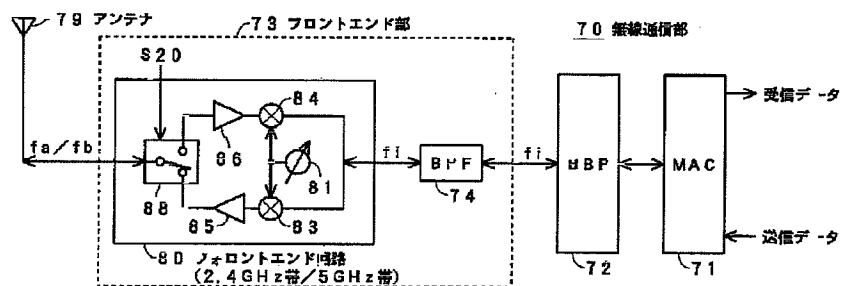 79 アンテナ
73 フロントエンド部
70 無線通信部
S20
84
86
fa/fb
81
88
85
83
fi
BPF
74
fi
BBP
72
MAC
71
受信データ
送信データ
80 フォロントエンド回路
(2.4GHz帯/5GHz帯)